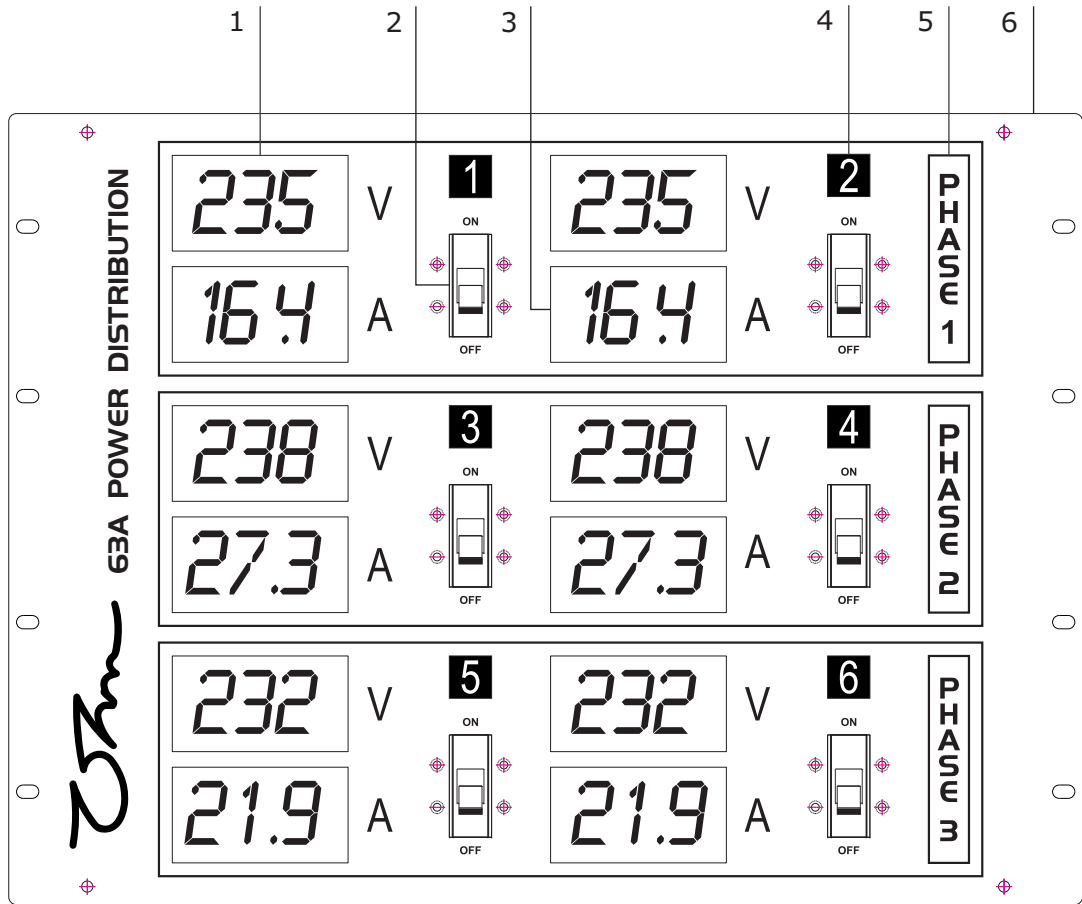 1 2 3 4 5 6
235 V 1 235 V 2
ON ON
16.4 A 16.4 A
OFF OFF
PHASE 1
238 V 3 238 V 4
ON ON
27.3 A 27.3 A
OFF OFF
PHASE 2
232 V 5 232 V 6
ON ON
21.9 A 21.9 A
OFF OFF
PHASE 3
Ohm 63A POWER DISTRIBUTION